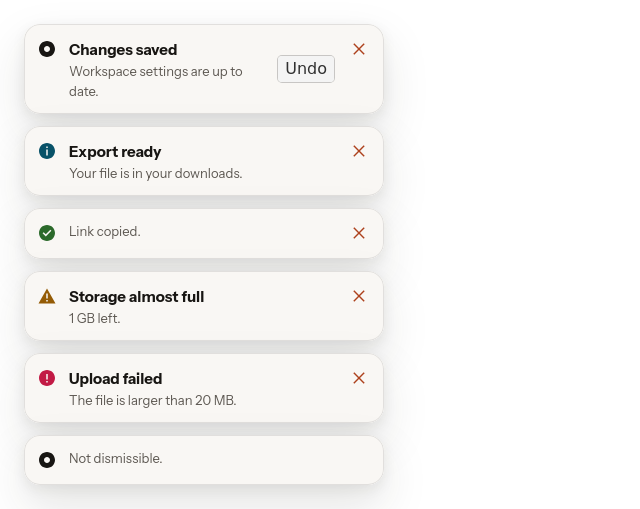 Changes saved
Workspace settings are up to
date.
Undo
Export ready
Your file is in your downloads.
Link copied.
Storage almost full
1 GB left.
Upload failed
The file is larger than 20 MB.
Not dismissible.